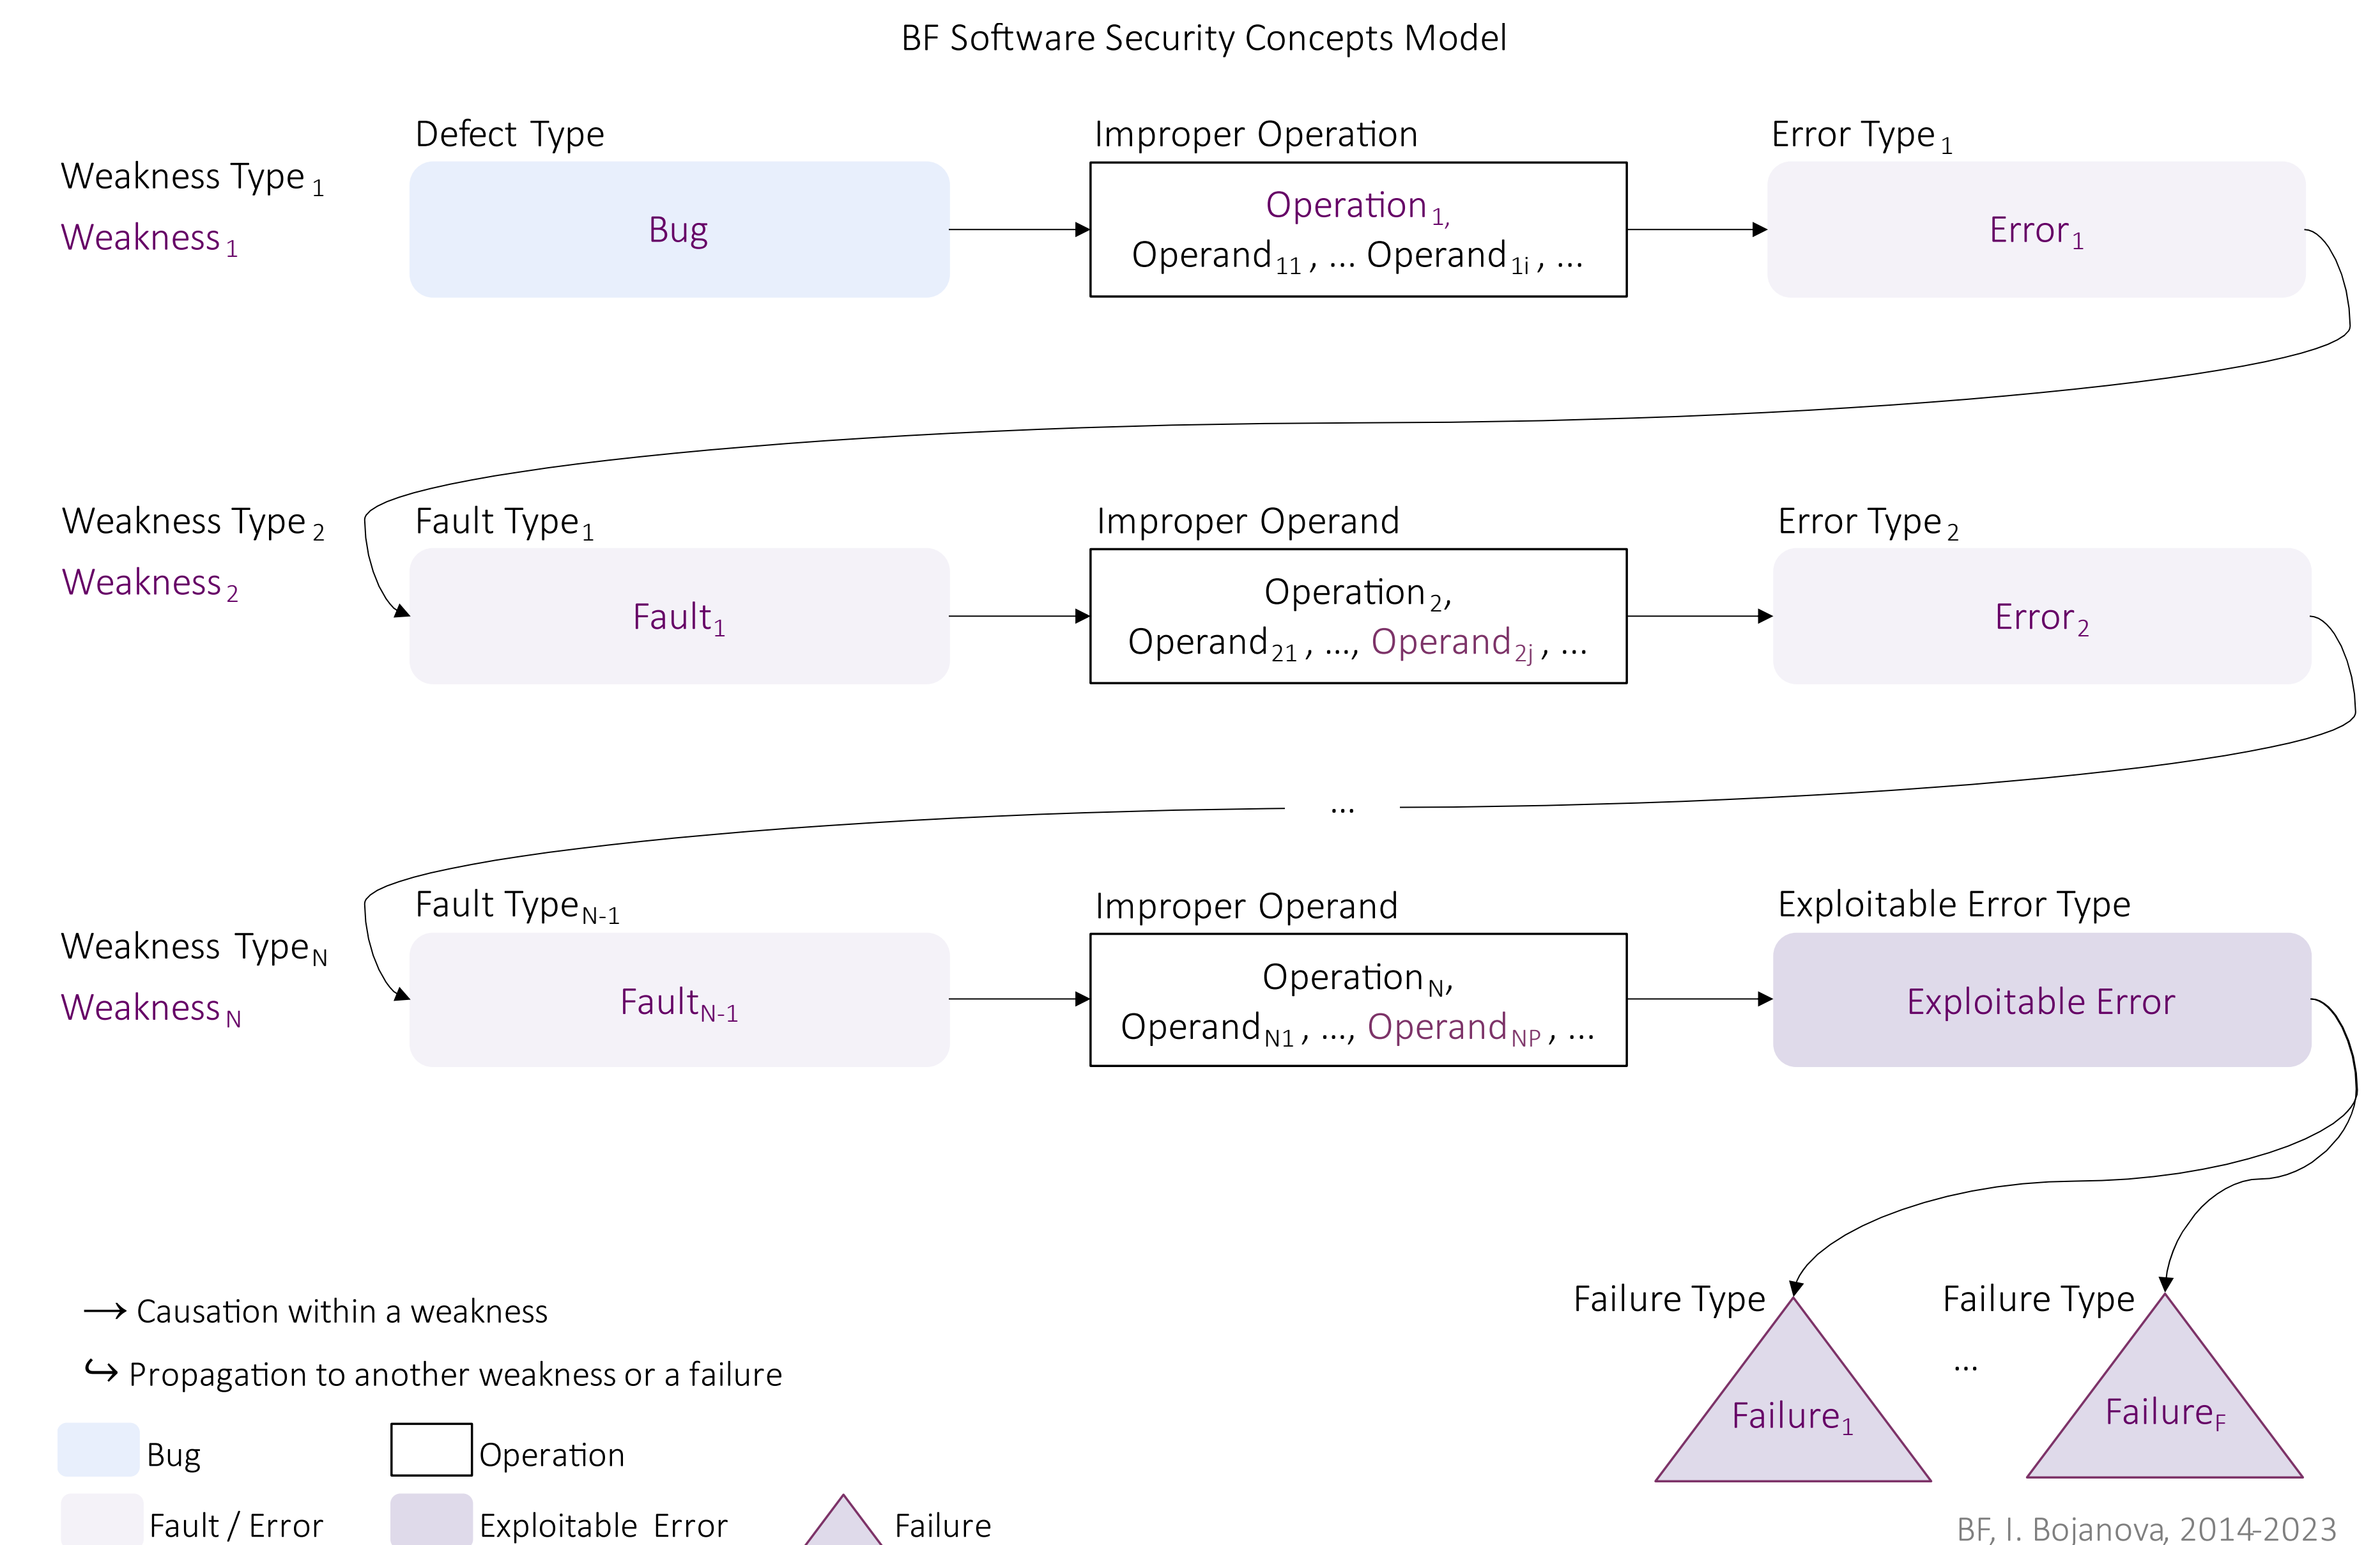 BF Software Security Concepts Model
Defect Type
Improper Operation
Error Type 1
Weakness Type 1
Weakness 1
Bug
Operation 1,
Operand 11 , ... Operand 1i , ...
Error 1
Weakness Type 2
Weakness 2
Fault Type 1
Improper Operand
Error Type 2
Fault 1
Operation 2,
Operand 21 , ..., Operand 2j , ...
Error 2
...
Weakness Type N
Weakness N
Fault Type N-1
Improper Operand
Exploitable Error Type
Fault N-1
Operation N,
Operand N1 , ..., Operand NP , ...
Exploitable Error
Failure Type
Failure Type
...
Failure 1
Failure F
→ Causation within a weakness
↪ Propagation to another weakness or a failure
Bug
Operation
Fault / Error
Exploitable Error
Failure
BF, I. Bojanova, 2014-2023